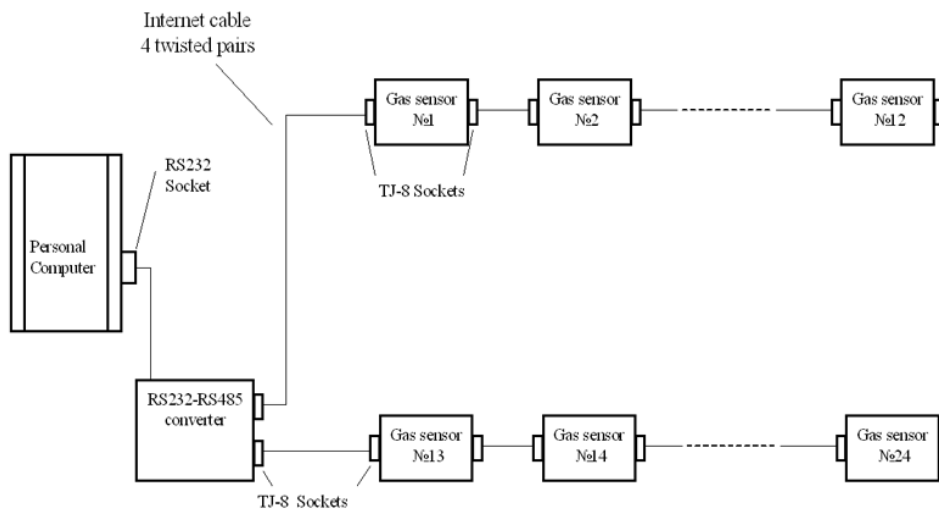 Internet cable
4 twisted pairs
Gas sensor
№1
Gas sensor
№2
Gas sensor
№12
TJ-8 Sockets
RS232
Socket
Personal
Computer
RS232-RS485
converter
Gas sensor
№13
Gas sensor
№14
Gas sensor
№24
TJ-8 Sockets